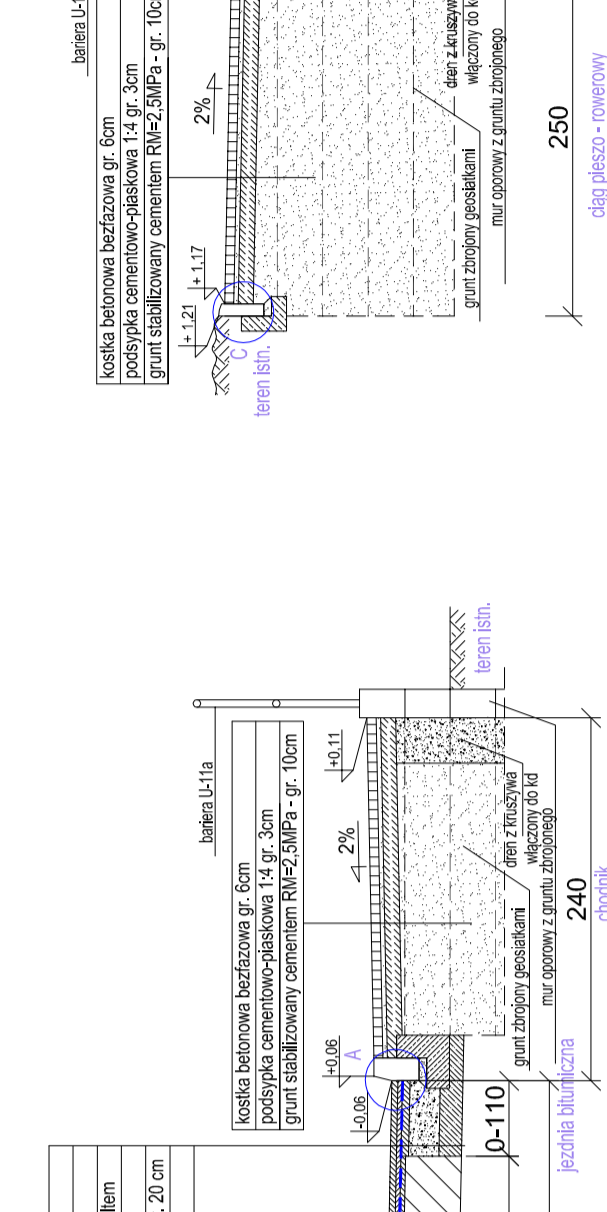 bariera U-1
kostka betonowa bezfazowa gr. 6cm
podsypka cementowo-piaskowa 1:4 gr. 3cm
grunt stabilizowany cementem RM=2,5MPa - gr. 10c
2%
+ 1,17
+ 1,21
C
teren istn.
dren z kruszyw
włączony do k
grunt zbrojony geosiatkami
mur oporowy z gruntu zbrojonego
250
ciąg pieszo - rowerowy
bariera U-11a
kostka betonowa bezfazowa gr. 6cm
podsypka cementowo-piaskowa 1:4 gr. 3cm
grunt stabilizowany cementem RM=2,5MPa - gr. 10cm
+0,11
2%
+0.06
A
-0.06
teren istn.
dren z kruszywa
włączony do kd
grunt zbrojony geosiatkami
mur oporowy z gruntu zbrojonego
240
chodnik
0-110
jezdnia bitumiczna
ltem
. 20 cm